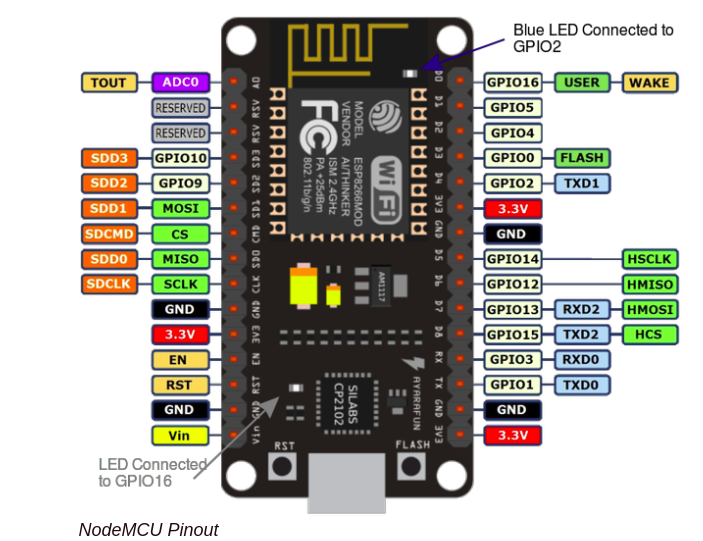 Blue LED Connected to
GPIO2
TOUT ADC0
RESERVED
RESERVED
SDD3 GPIO10
SDD2 GPIO9
SDD1 MOSI
SDCMD CS
SDD0 MISO
SDCLK SCLK
GND
3.3V
EN
RST
GND
Vin
A0
RSV
RSV
SD3
SD2
SD1
CMD
SD0
CLK
GND
3V3
EN
RST
GND
Vin
MODEL
VENDOR
ESP8266MOD
AI/THINKER
ISM 2.4GHz
PA +25dBm
802.11b/g/n
FC
Wi Fi
AM1117
SILABS
CP2102
AYARAFUN
RST
FLASH
D0
D1
D2
D3
D4
3V3
GND
D5
D6
D7
D8
RX
TX
GND
3V3
GPIO16 USER WAKE
GPIO5
GPIO4
GPIO0 FLASH
GPIO2 TXD1
3.3V
GND
GPIO14 HSCLK
GPIO12 HMISO
GPIO13 RXD2 HMOSI
GPIO15 TXD2 HCS
GPIO3 RXD0
GPIO1 TXD0
GND
3.3V
LED Connected
to GPIO16
NodeMCU Pinout